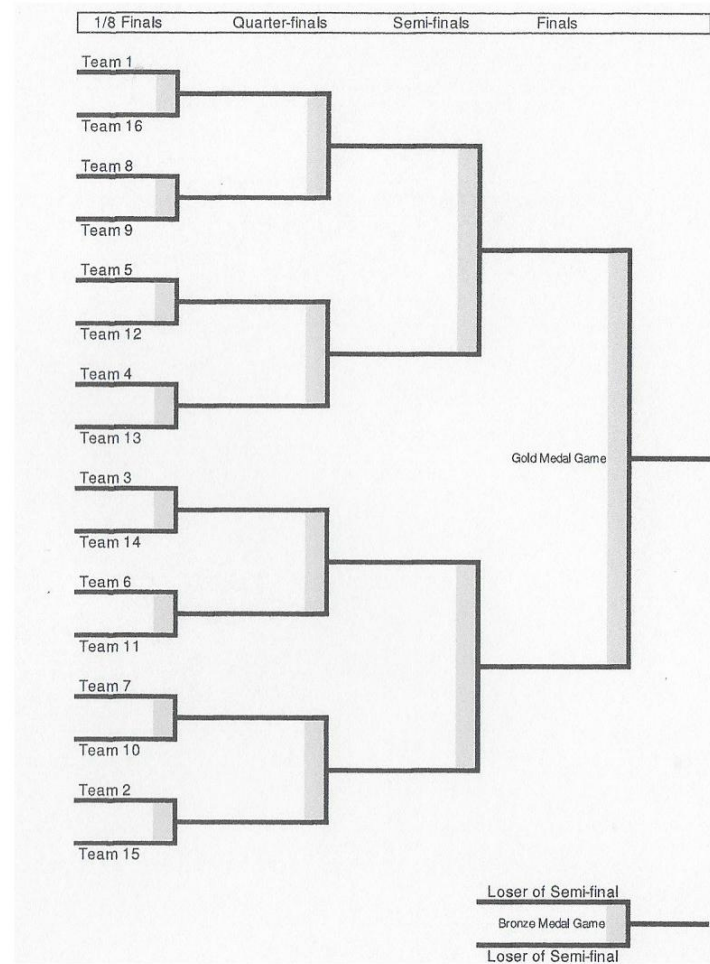 1/8 Finals Quarter-finals Semi-finals Finals
Team 1
Team 16
Team 8
Team 9
Team 5
Team 12
Team 4
Team 13
Gold Medal Game
Team 3
Team 14
Team 6
Team 11
Team 7
Team 10
Team 2
Team 15
Loser of Semi-final
Bronze Medal Game
Loser of Semi-final